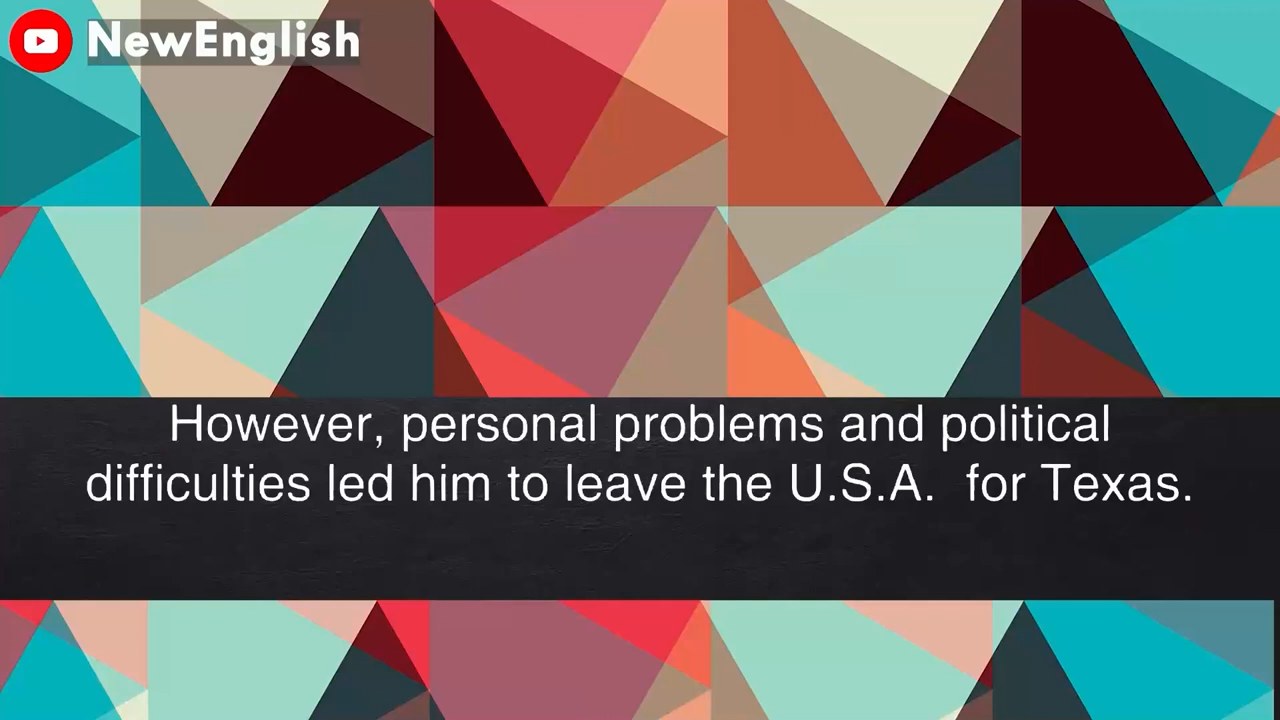 NewEnglish
However, personal problems and political
difficulties led him to leave the U.S.A.  for Texas.